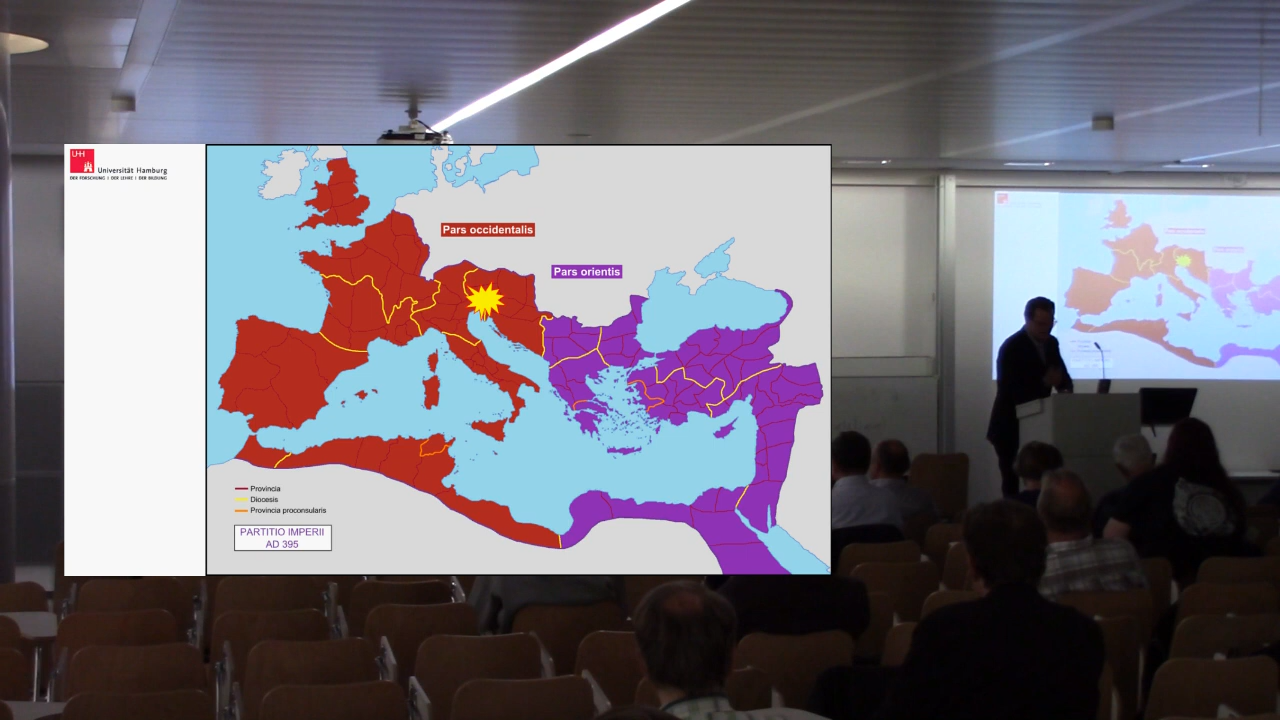 UHH
Universität Hamburg
DER FORSCHUNG | DER LEHRE | DER BILDUNG
Pars occidentalis
Pars orientis
Provincia
Diocesis
Provincia proconsularis
PARTITIO IMPERII
AD 395